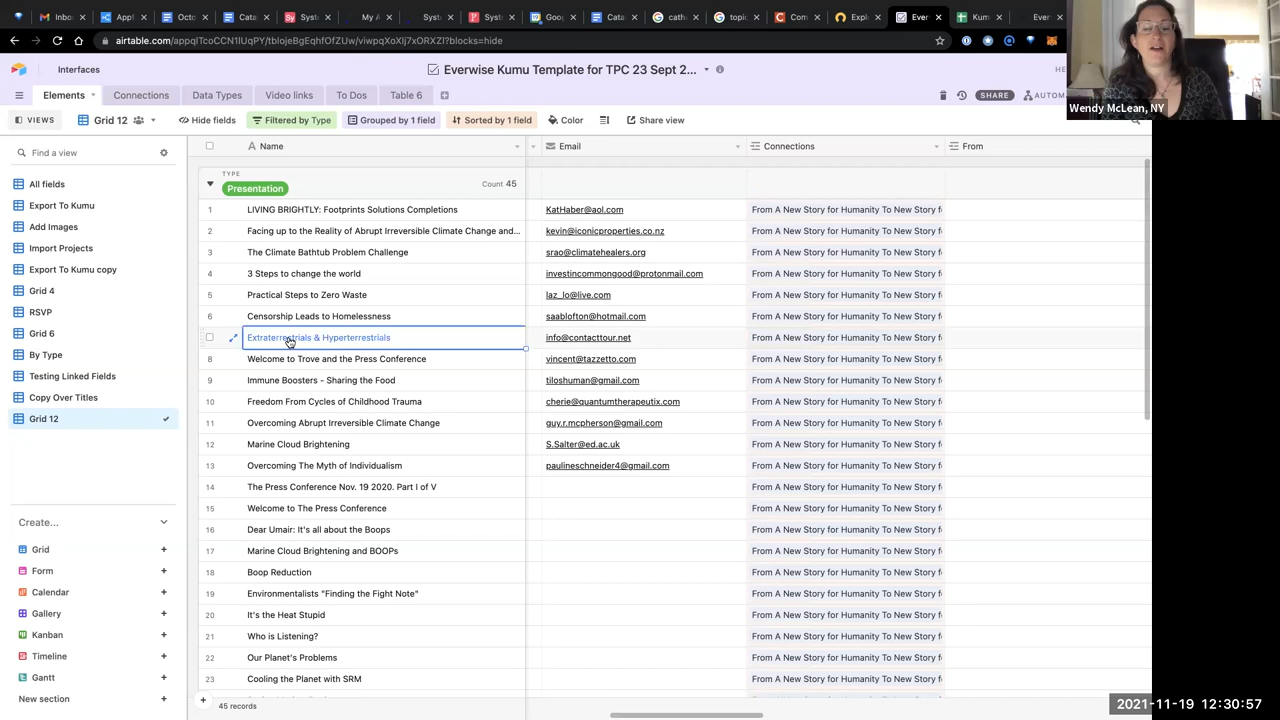 App
Des
Octo
Post
Syste
My A
Syste
Syste
Goo
Cata
cath
topic
Com
Explo
Ever
Kumu
Ever
airtable.com/appqITcoCCN1IUqPY/tblojeBgEqhfOfZUw/viwpqXoXIj7xORXZI?blocks=hide
Interfaces
Everwise Kumu Template for TPC 23 Sept 2...
HE
Elements
Connections
Data Types
Video links
To Dos
Table 6
SHARE
AUTOM
Wendy McLean, NY
VIEWS
Grid 12
Hide fields
Filtered by Type
Grouped by 1 field
Sorted by 1 field
Color
Share view
Find a view
Name
Email
Connections
From
All fields
Export To Kumu
Add Images
Import Projects
Export To Kumu copy
Grid 4
RSVP
Grid 6
By Type
Testing Linked Fields
Copy Over Titles
Grid 12
Create...
Grid
Form
Calendar
Gallery
Kanban
Timeline
Gantt
New section
TYPE
Presentation
Count 45
1 LIVING BRIGHTLY: Footprints Solutions Completions KatHaber@aol.com From A New Story for Humanity To New Story f
2 Facing up to the Reality of Abrupt Irreversible Climate Change and... kevin@iconicproperties.co.nz From A New Story for Humanity To New Story f
3 The Climate Bathtub Problem Challenge srao@climatehealers.org From A New Story for Humanity To New Story f
4 3 Steps to change the world investincommongood@protonmail.com From A New Story for Humanity To New Story f
5 Practical Steps to Zero Waste laz_lo@live.com From A New Story for Humanity To New Story f
6 Censorship Leads to Homelessness saablofton@hotmail.com From A New Story for Humanity To New Story f
Extraterrestrials & Hyperterrestrials info@contacttour.net From A New Story for Humanity To New Story f
8 Welcome to Trove and the Press Conference vincent@tazzetto.com From A New Story for Humanity To New Story f
9 Immune Boosters - Sharing the Food tiloshuman@gmail.com From A New Story for Humanity To New Story f
10 Freedom From Cycles of Childhood Trauma cherie@quantumtherapeutix.com From A New Story for Humanity To New Story f
11 Overcoming Abrupt Irreversible Climate Change guy.r.mcpherson@gmail.com From A New Story for Humanity To New Story f
12 Marine Cloud Brightening S.Salter@ed.ac.uk From A New Story for Humanity To New Story f
13 Overcoming The Myth of Individualism paulineschneider4@gmail.com From A New Story for Humanity To New Story f
14 The Press Conference Nov. 19 2020. Part I of V From A New Story for Humanity To New Story f
15 Welcome to The Press Conference From A New Story for Humanity To New Story f
16 Dear Umair: It's all about the Boops From A New Story for Humanity To New Story f
17 Marine Cloud Brightening and BOOPs From A New Story for Humanity To New Story f
18 Boop Reduction From A New Story for Humanity To New Story f
19 Environmentalists "Finding the Fight Note" From A New Story for Humanity To New Story f
20 It's the Heat Stupid From A New Story for Humanity To New Story f
21 Who is Listening? From A New Story for Humanity To New Story f
22 Our Planet's Problems From A New Story for Humanity To New Story f
23 Cooling the Planet with SRM From A New Story for Humanity To New Story f
45 records
2021-11-19 12:30:57